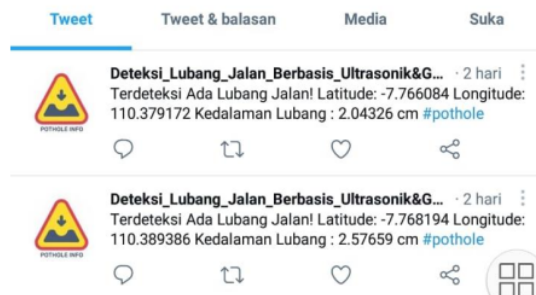 Tweet Tweet & balasan Media Suka
Deteksi_Lubang_Jalan_Berbasis_Ultrasonik&G... · 2 hari
Terdeteksi Ada Lubang Jalan! Latitude: -7.766084 Longitude:
110.379172 Kedalaman Lubang : 2.04326 cm #pothole
POTHOLE INFO
Deteksi_Lubang_Jalan_Berbasis_Ultrasonik&G... · 2 hari
Terdeteksi Ada Lubang Jalan! Latitude: -7.768194 Longitude:
110.389386 Kedalaman Lubang : 2.57659 cm #pothole
POTHOLE INFO